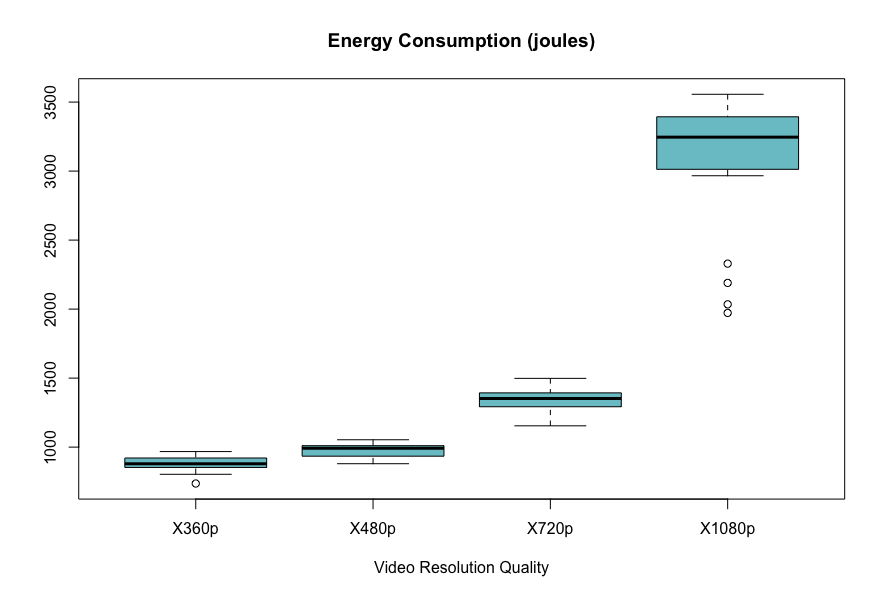 Energy Consumption (joules)
3500
3000
2500
2000
1500
1000
X360p
X480p
X720p
X1080p
Video Resolution Quality